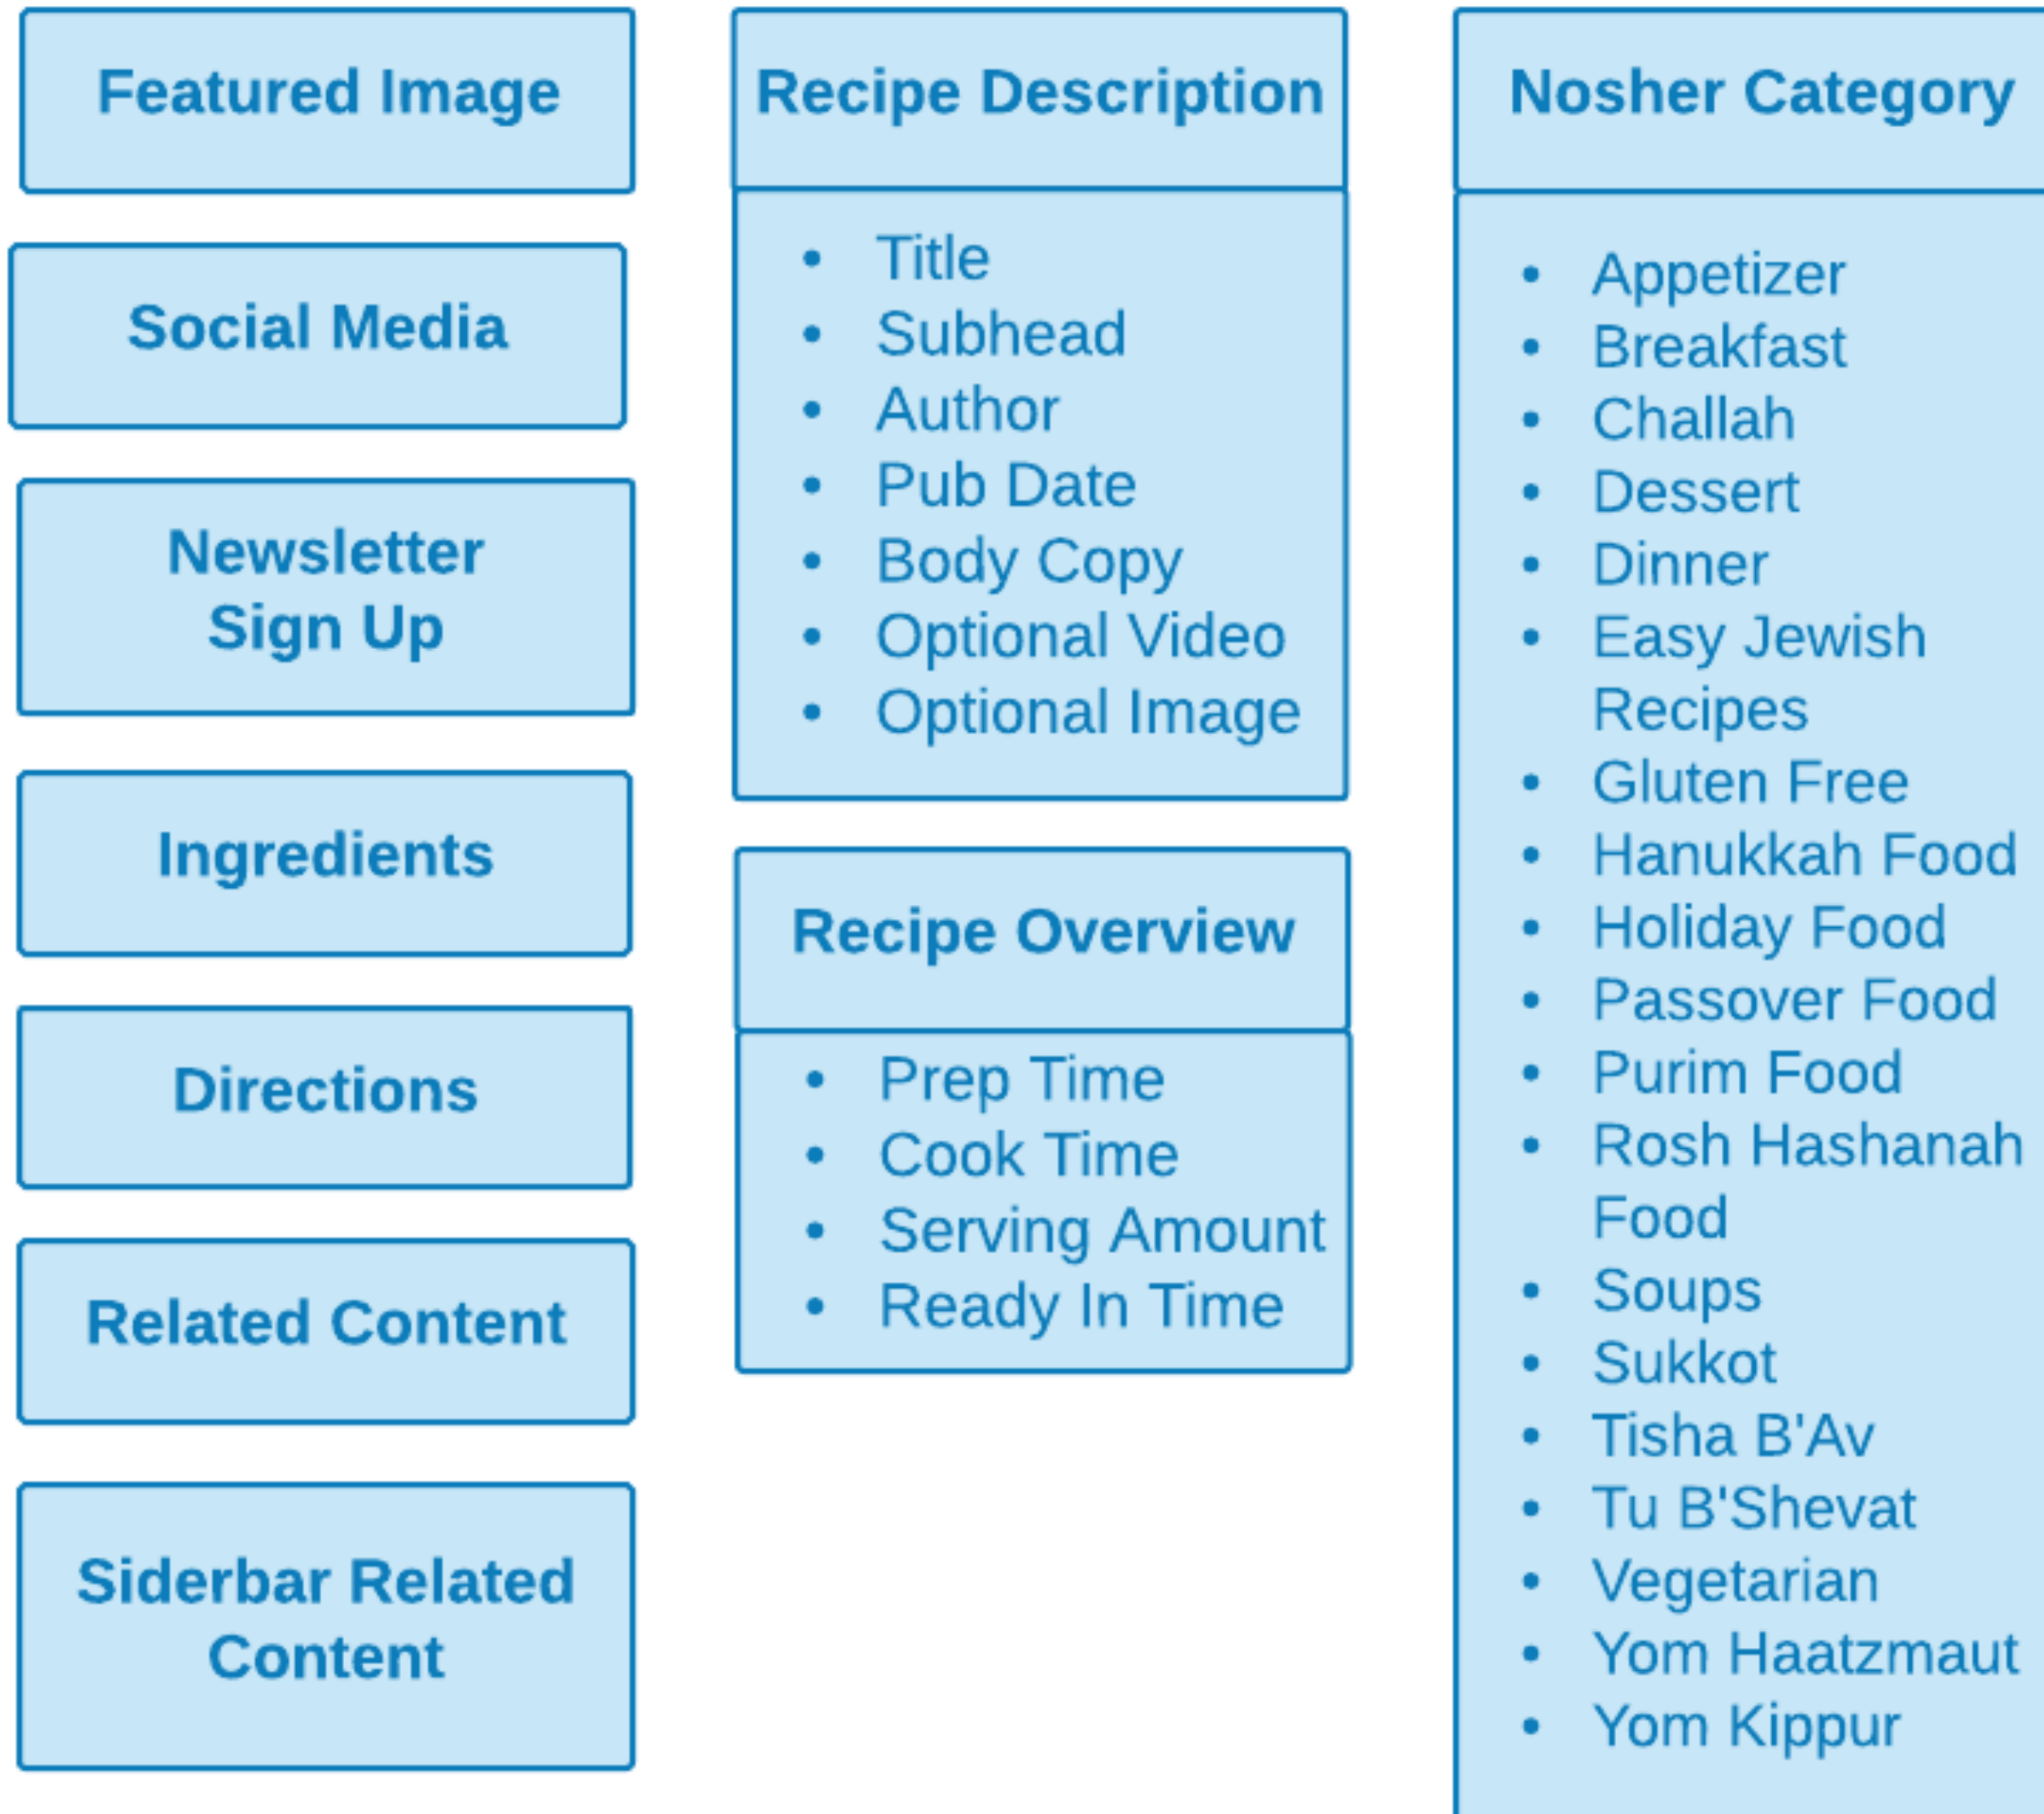 Featured Image
Social Media
Newsletter
Sign Up
Ingredients
Directions
Related Content
Siderbar Related
Content
Recipe Description
• Title
• Subhead
• Author
• Pub Date
• Body Copy
• Optional Video
• Optional Image
Recipe Overview
• Prep Time
• Cook Time
• Serving Amount
• Ready In Time
Nosher Category
• Appetizer
• Breakfast
• Challah
• Dessert
• Dinner
• Easy Jewish
Recipes
• Gluten Free
• Hanukkah Food
• Holiday Food
• Passover Food
• Purim Food
• Rosh Hashanah
Food
• Soups
• Sukkot
• Tisha B'Av
• Tu B'Shevat
• Vegetarian
• Yom Haatzmaut
• Yom Kippur